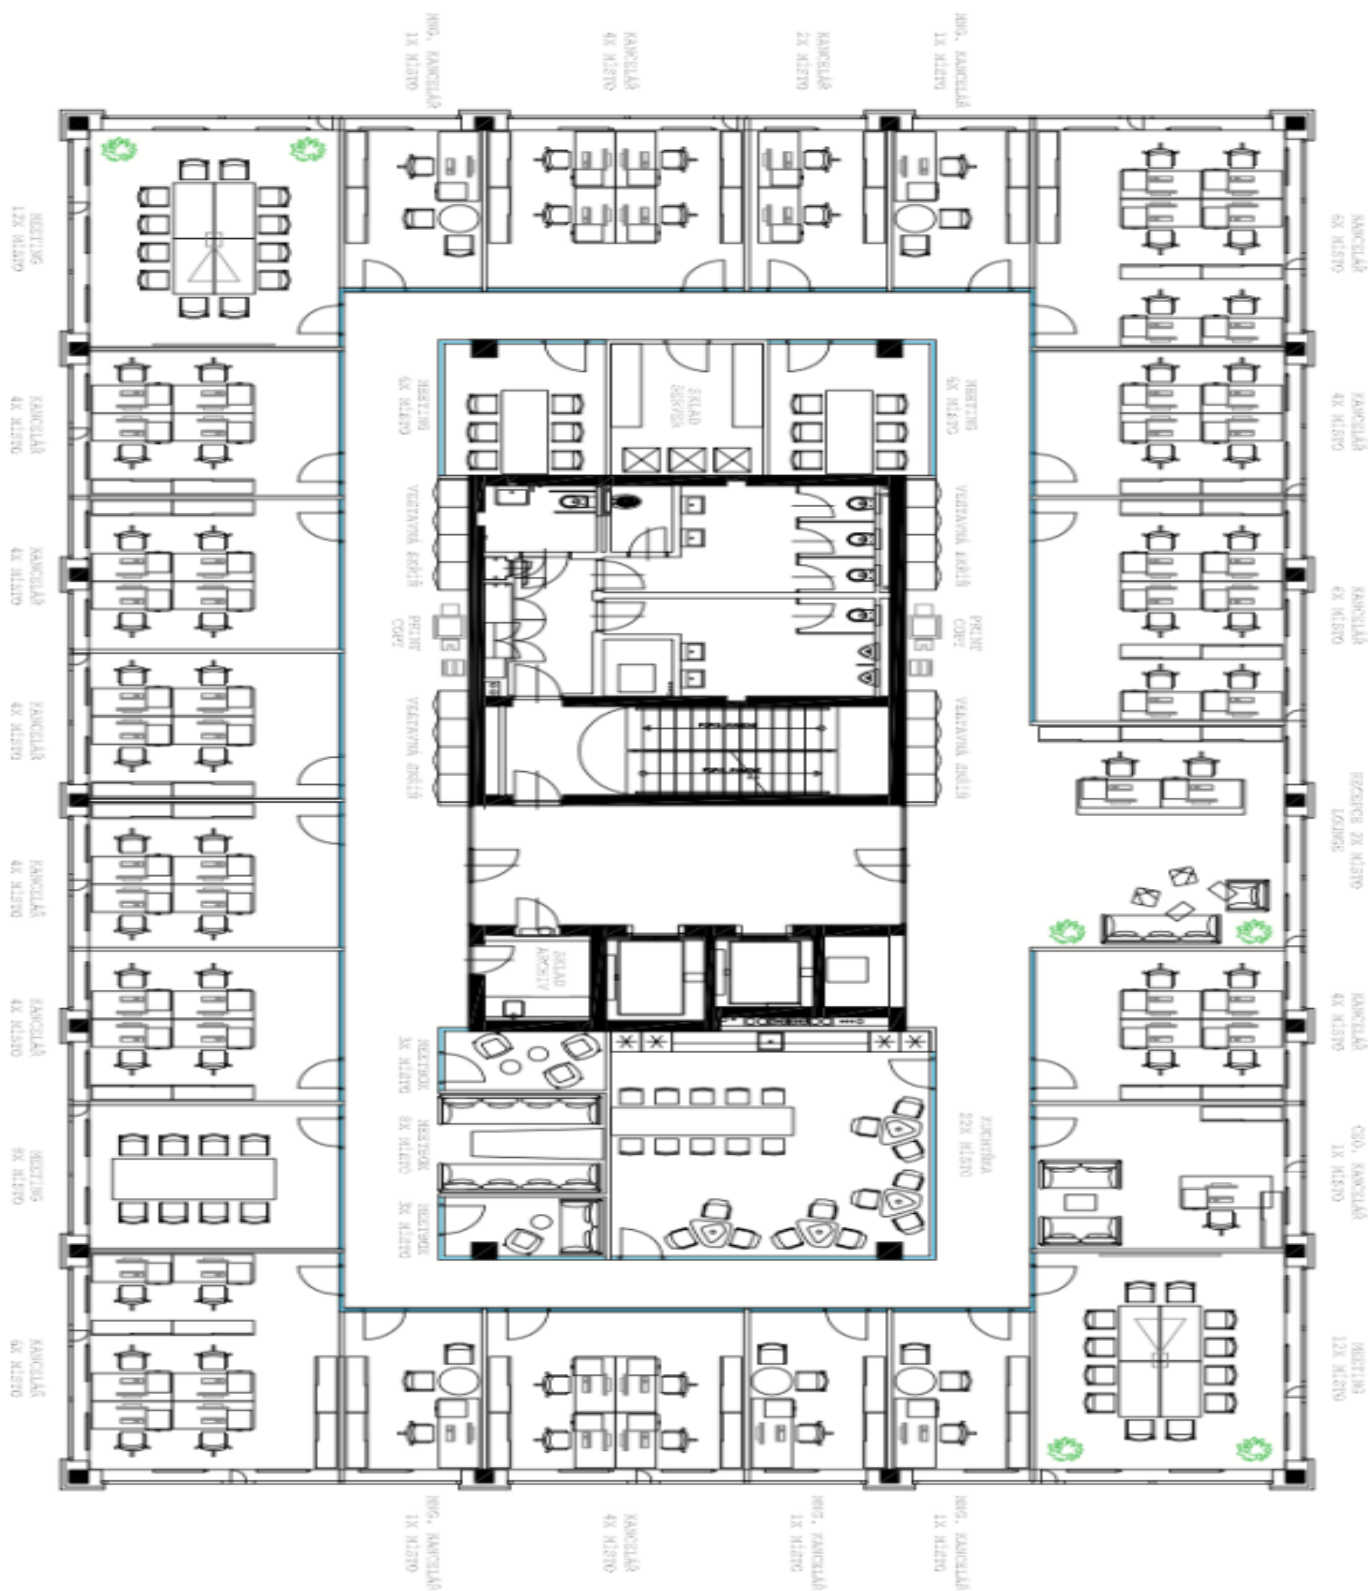 MNG. KANCELÁŘ
1X MÍSTO
KANCELÁŘ
4X MÍSTO
KANCELÁŘ
2X MÍSTO
MNG. KANCELÁŘ
1X MÍSTO
MEETING
12X MÍSTO
KANCELÁŘ
6X MÍSTO
MEETING
6X MÍSTO
SKLAD
SERVER
MEETING
6X MÍSTO
KANCELÁŘ
4X MÍSTO
KANCELÁŘ
4X MÍSTO
VESTAVNÁ SKŘÍŇ
VESTAVNÁ SKŘÍŇ
KANCELÁŘ
4X MÍSTO
KANCELÁŘ
6X MÍSTO
PRINT
COPY
PRINT
COPY
KANCELÁŘ
4X MÍSTO
VESTAVNÁ SKŘÍŇ
VESTAVNÁ SKŘÍŇ
RECEPCE 2X MÍSTO
LOUNGE
KANCELÁŘ
4X MÍSTO
SKLAD
ARCHIV
KANCELÁŘ
4X MÍSTO
KANCELÁŘ
4X MÍSTO
MEETBOX
3X MÍSTO
MEETBOX
8X MÍSTO
MEETBOX
3X MÍSTO
KUCHYŇKA
22X MÍSTO
MEETING
8X MÍSTO
CEO. KANCELÁŘ
1X MÍSTO
KANCELÁŘ
6X MÍSTO
MEETING
12X MÍSTO
MNG. KANCELÁŘ
1X MÍSTO
KANCELÁŘ
4X MÍSTO
MNG. KANCELÁŘ
1X MÍSTO
MNG. KANCELÁŘ
1X MÍSTO